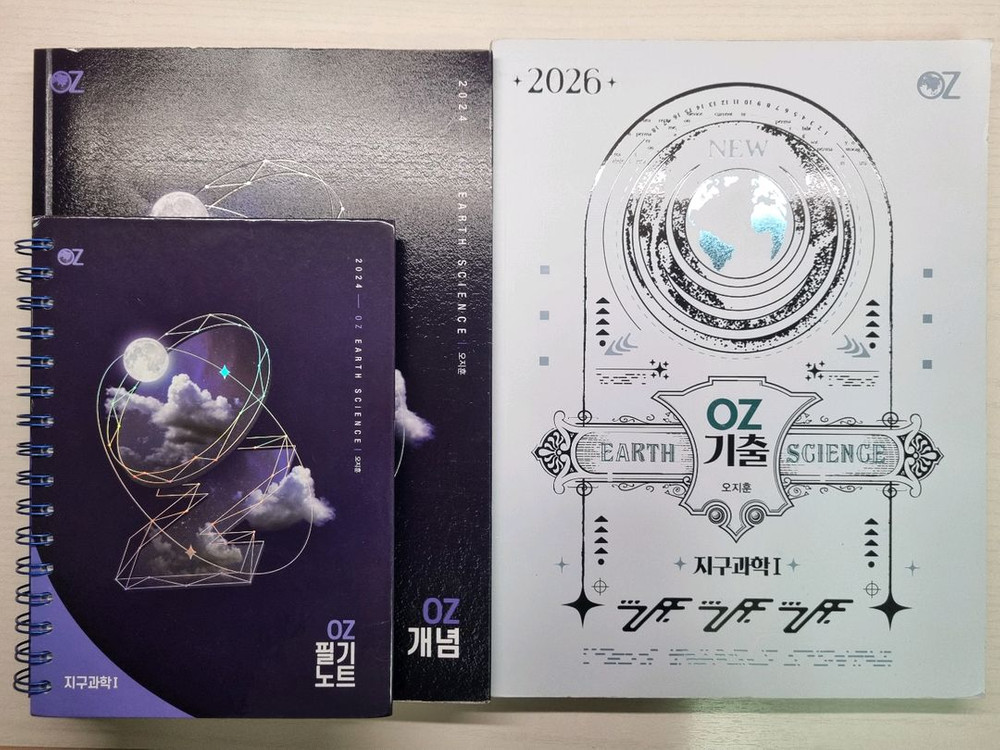 OZ
2024 EARTH SCIENCE | 오지훈
OZ
개념
OZ
2024 — OZ EARTH SCIENCE | 오지훈
OZ
필기
노트
지구과학 I
2026
OZ
NEW
OZ
기출
EARTH SCIENCE
오지훈
지구과학 I